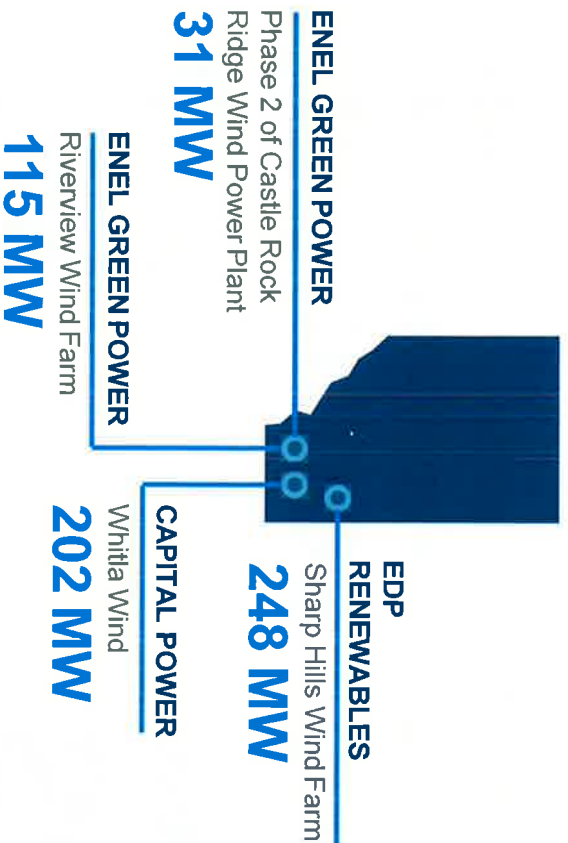 ENEL GREEN POWER
Phase 2 of Castle Rock
Ridge Wind Power Plant
31 MW
ENEL GREEN POWER
Riverview Wind Farm
115 MW
EDP
RENEWABLES
Sharp Hills Wind Farm
248 MW
CAPITAL POWER
Whitla Wind
202 MW